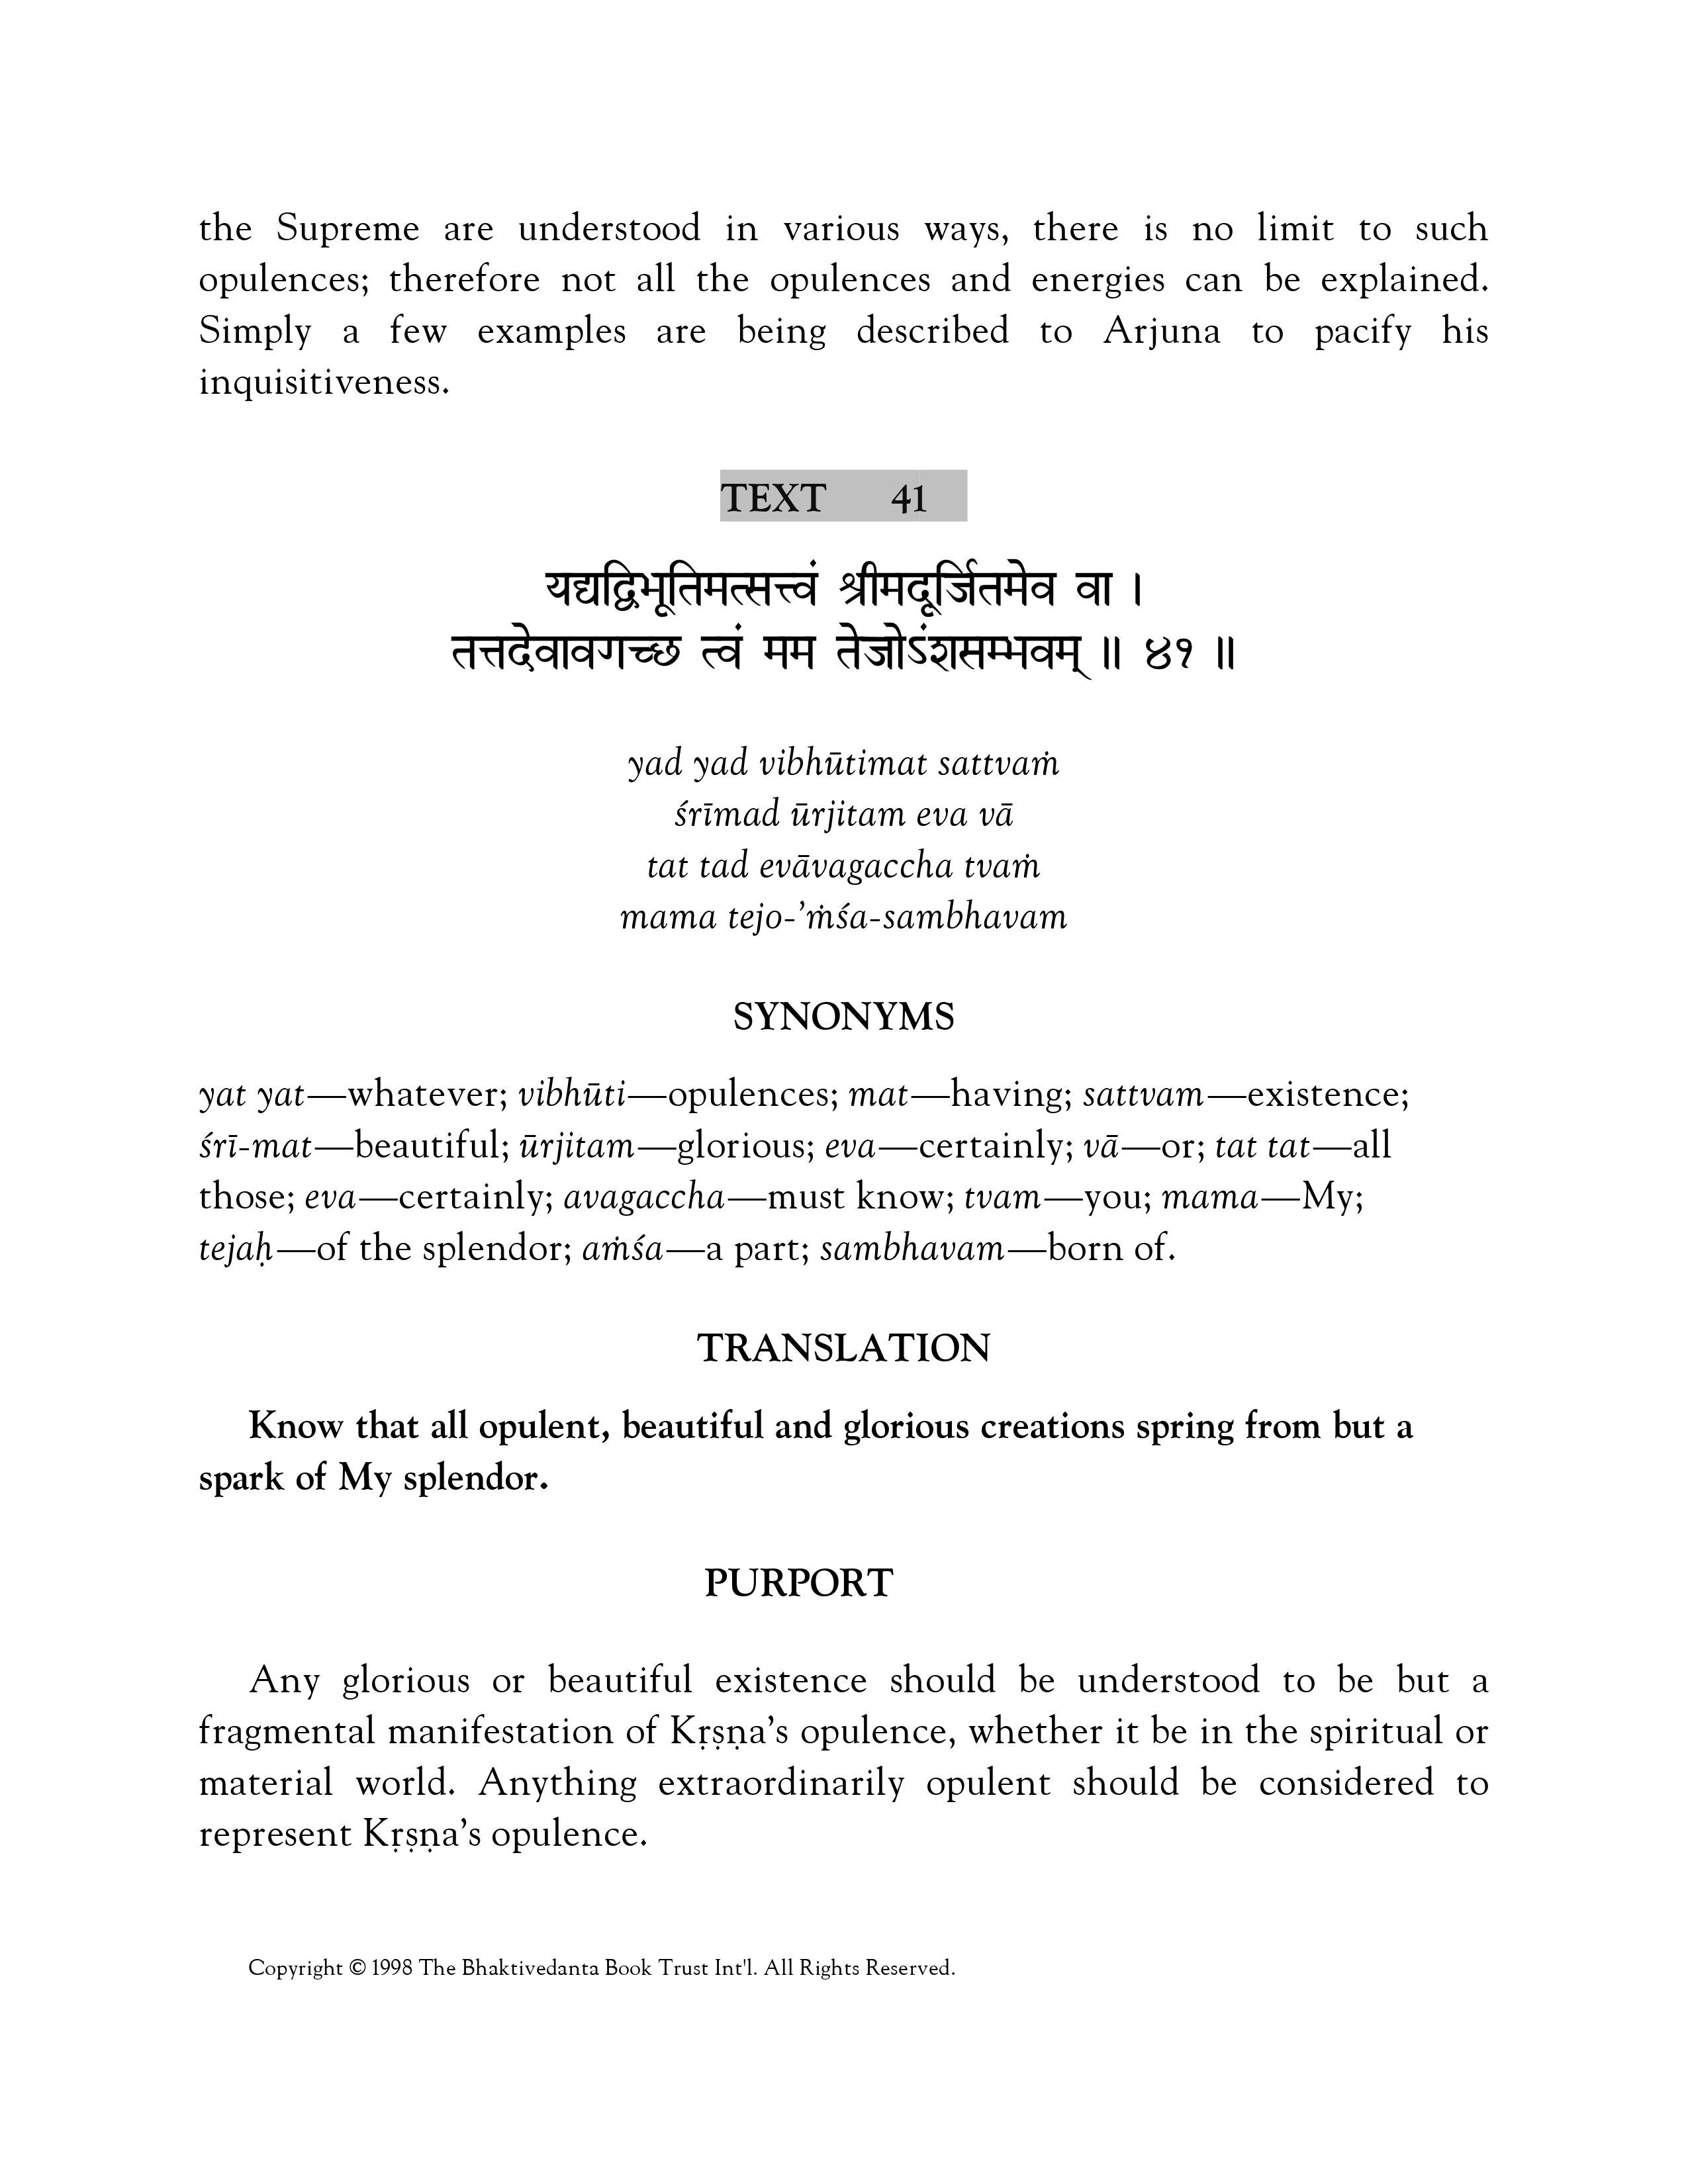 the Supreme are understood in various ways, there is no limit to such
opulences; therefore not all the opulences and energies can be explained.
Simply a few examples are being described to Arjuna to pacify his
inquisitiveness.
TEXT 41
यद्यद्विभूतिमत्सत्त्वं श्रीमदूर्जितमेव वा ।
तत्तदेवावगच्छ त्वं मम तेजोऽंशसम्भवम् ॥ ४१ ॥
yad yad vibhūtimat sattvaṁ
śrīmad ūrjitam eva vā
tat tad evāvagaccha tvaṁ
mama tejo-’ṁśa-sambhavam
SYNONYMS
yat yat—whatever; vibhūti—opulences; mat—having; sattvam—existence;
śrī-mat—beautiful; ūrjitam—glorious; eva—certainly; vā—or; tat tat—all
those; eva—certainly; avagaccha—must know; tvam—you; mama—My;
tejaḥ—of the splendor; aṁśa—a part; sambhavam—born of.
TRANSLATION
Know that all opulent, beautiful and glorious creations spring from but a
spark of My splendor.
PURPORT
Any glorious or beautiful existence should be understood to be but a
fragmental manifestation of Kṛṣṇa’s opulence, whether it be in the spiritual or
material world. Anything extraordinarily opulent should be considered to
represent Kṛṣṇa’s opulence.
Copyright © 1998 The Bhaktivedanta Book Trust Int'l. All Rights Reserved.